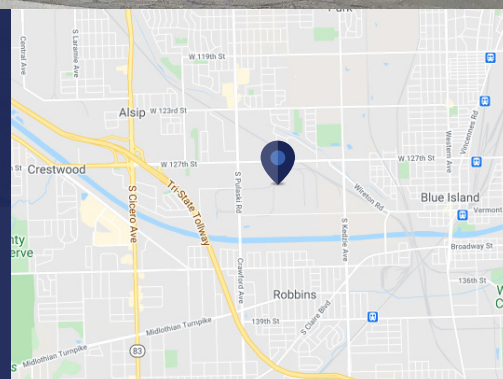 Park
Central Ave
S Laramie Ave
W 119th St
Alsip
W 123rd St
Vincennes Rd
Western Ave
St
W 127th St
W 127th St
Crestwood
S Cicero Ave
Tri-State Tollway
S Pulaski Rd
Wireton Rd
Blue Island
Vermont
S Kedzie Ave
nty
erve
Broadway St
Crawford Ave
136th St
Robbins
W
C
S Claire Blvd
139th St
Midlothian Turnpike
83
Midlothian Turnpike
s